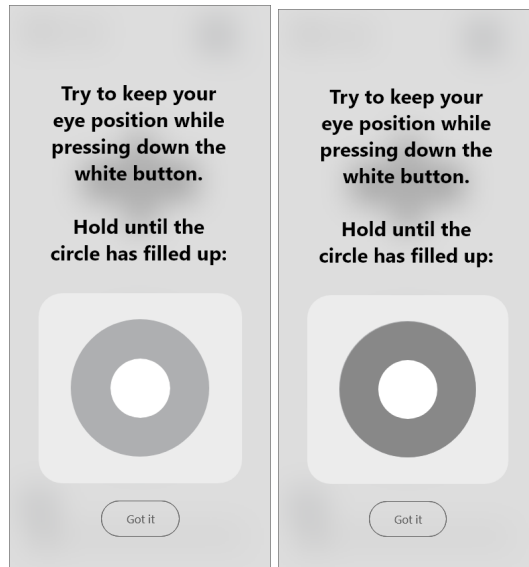 Try to keep your
eye position while
pressing down the
white button.
Hold until the
circle has filled up:
Got it
Try to keep your
eye position while
pressing down the
white button.
Hold until the
circle has filled up:
Got it